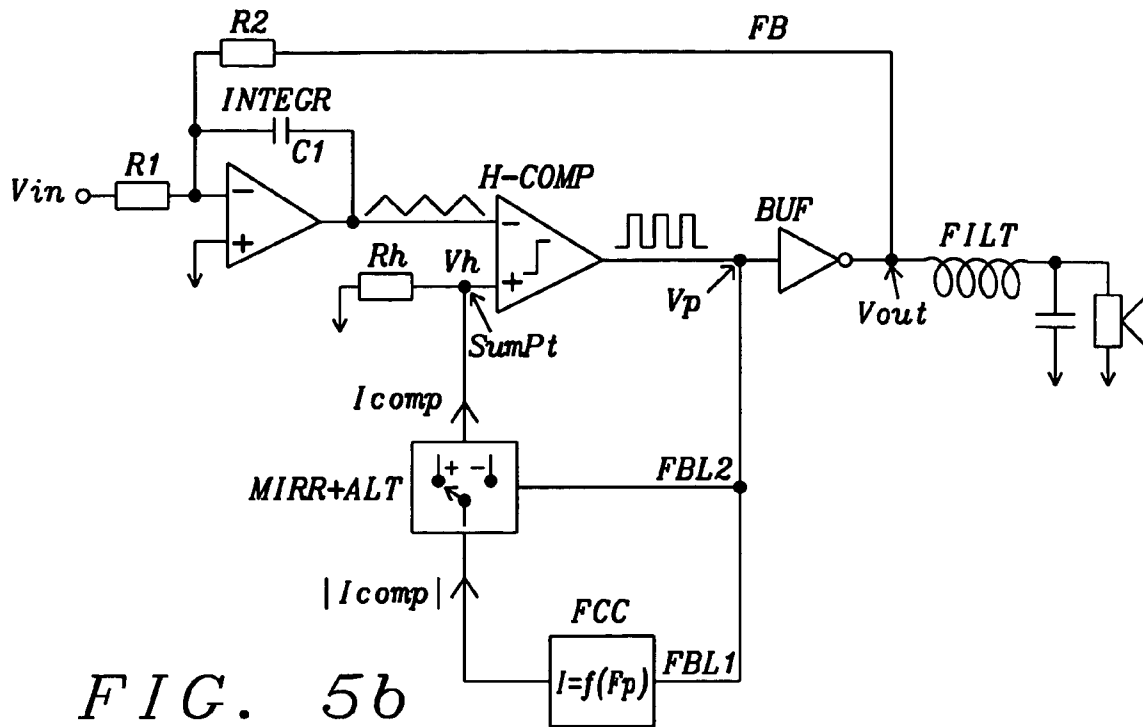 R2
FB
INTEGR
C1
R1
Vin
−
+
H-COMP
−
+
BUF
FILT
Rh
Vh
Vp
Vout
SumPt
Icomp
+ −
MIRR+ALT
FBL2
|Icomp|
FCC
I=f(Fp)
FBL1
FIG. 5b